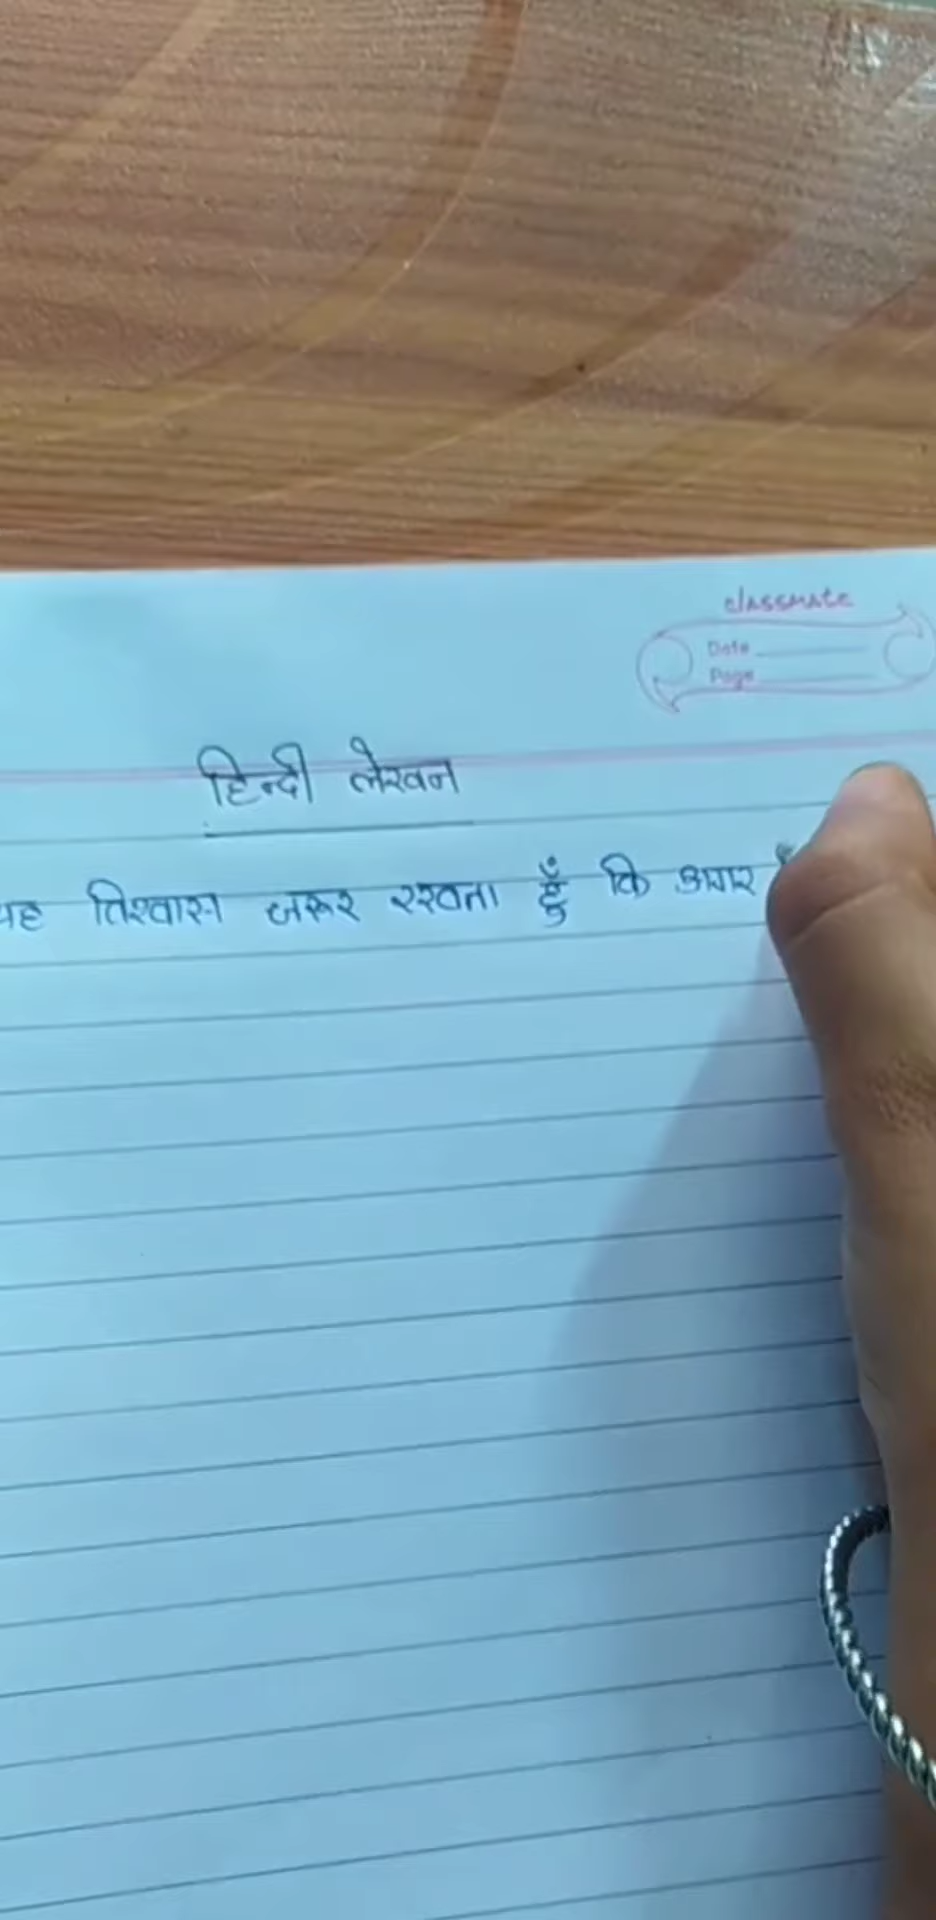 classmate
Date
Page
हिन्दी लेखन
यह विश्वास जरूर रखता हूँ कि अगर